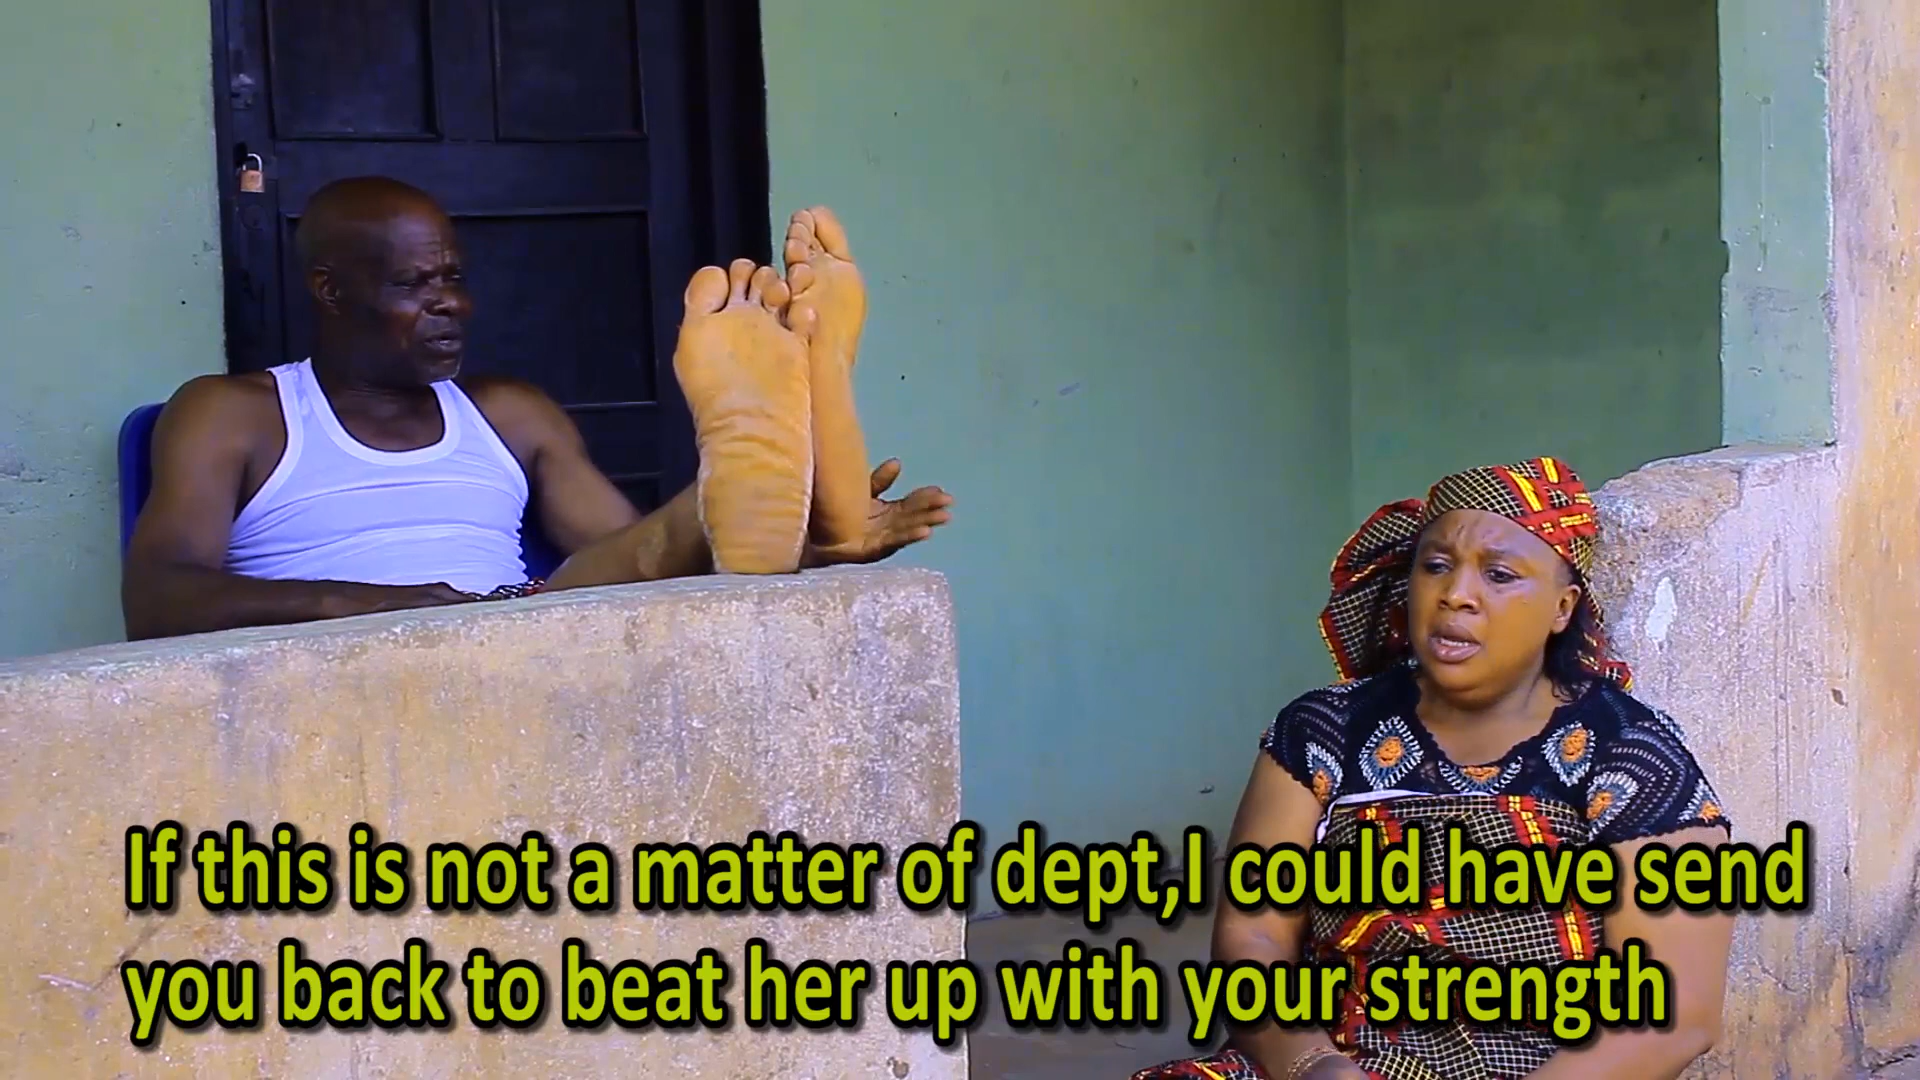 If this is not a matter of dept,I could have send
you back to beat her up with your strength